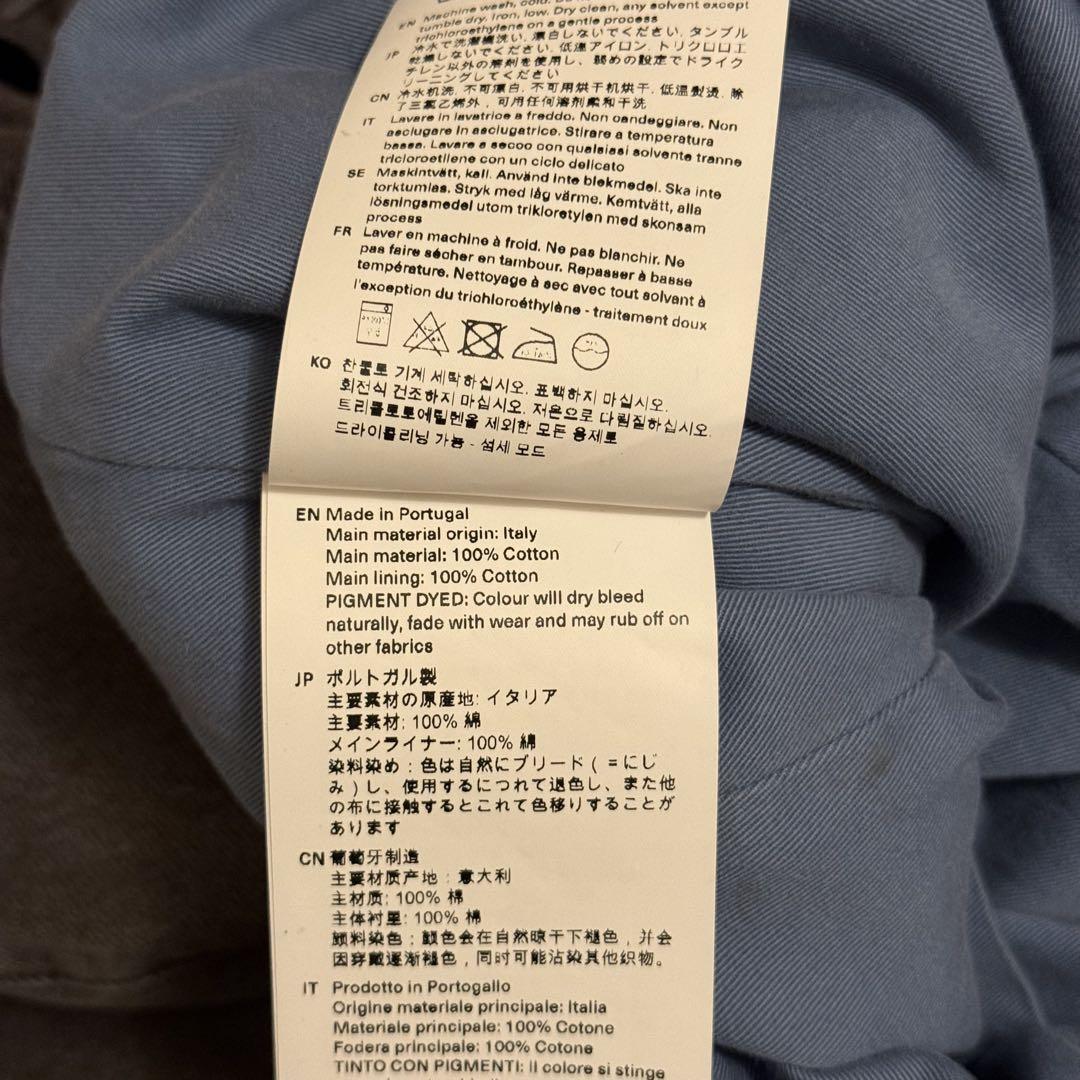 EN Machine wash, cold.
Dry clean, any solvent except
tumble dry, Iron, low.
trichloroethylene on a gentle process
JP 冷水で洗濯機洗い, 漂白しないでください, タンブル
乾燥しないでください, 低温アイロン, トリクロロエ
チレン以外の溶剤を使用し、弱めの設定でドライク
リーニングしてください
CN 冷水机洗, 不可漂白, 不可用烘干机烘干, 低温熨烫, 除
了三氯乙烯外，可用任何溶剂柔和干洗
IT Lavare in lavatrice a freddo. Non candeggiare. Non
asciugare in asciugatrice. Stirare a temperatura
bassa. Lavare a secco con qualsiasi solvente tranne
tricloroetilene con un ciclo delicato
SE Maskintvätt, kall. Använd inte blekmedel. Ska inte
torktumlas. Stryk med låg värme. Kemtvätt, alla
lösningsmedel utom trikloretylen med skonsam
process
FR Laver en machine à froid. Ne pas blanchir. Ne
pas faire sécher en tambour. Repasser à basse
température. Nettoyage à sec avec tout solvant à
l'exception du trichloroéthylène - traitement doux
KO 찬물로 기계 세탁하십시오. 표백하지 마십시오.
회전식 건조하지 마십시오. 저온으로 다림질하십시오.
트리클로로에틸렌을 제외한 모든 용제로
드라이클리닝 가능 - 섬세 모드
EN Made in Portugal
Main material origin: Italy
Main material: 100% Cotton
Main lining: 100% Cotton
PIGMENT DYED: Colour will dry bleed
naturally, fade with wear and may rub off on
other fabrics
JP ポルトガル製
主要素材の原産地: イタリア
主要素材: 100% 綿
メインライナー: 100% 綿
染料染め：色は自然にブリード（＝にじ
み）し、使用するにつれて退色し、また他
の布に接触するとこれて色移りすることが
あります
CN 葡萄牙制造
主要材质产地：意大利
主材质: 100% 棉
主体衬里: 100% 棉
颜料染色：颜色会在自然晾干下褪色，并会
因穿戴逐渐褪色，同时可能沾染其他织物。
IT Prodotto in Portogallo
Origine materiale principale: Italia
Materiale principale: 100% Cotone
Fodera principale: 100% Cotone
TINTO CON PIGMENTI: il colore si stinge